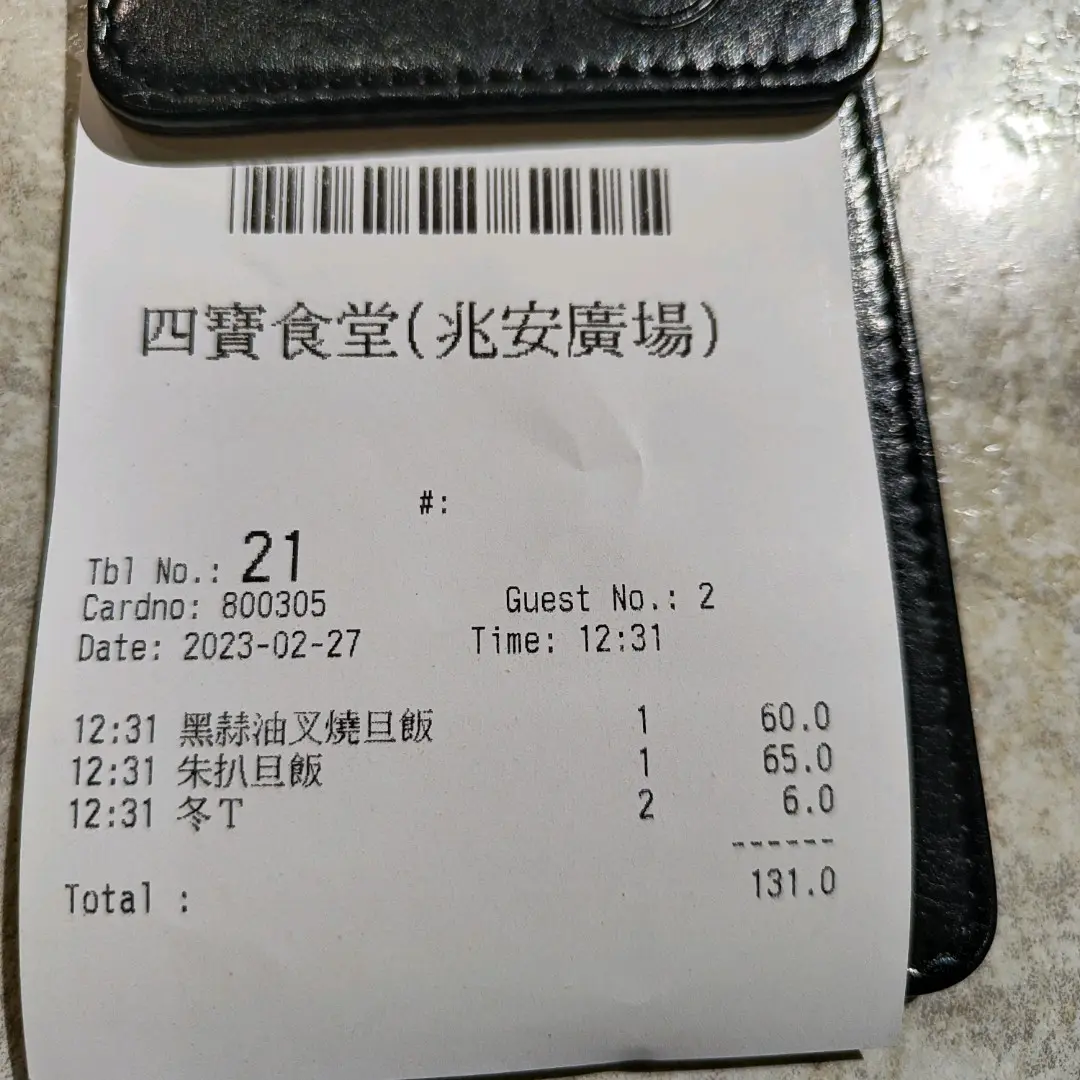 四寶食堂(兆安廣場)
#:
Tbl No.: 21
Cardno: 800305 Guest No.: 2
Date: 2023-02-27 Time: 12:31
12:31 黑蒜油叉燒旦飯 1 60.0
12:31 朱扒旦飯 1 65.0
12:31 冬T 2 6.0
------
Total : 131.0